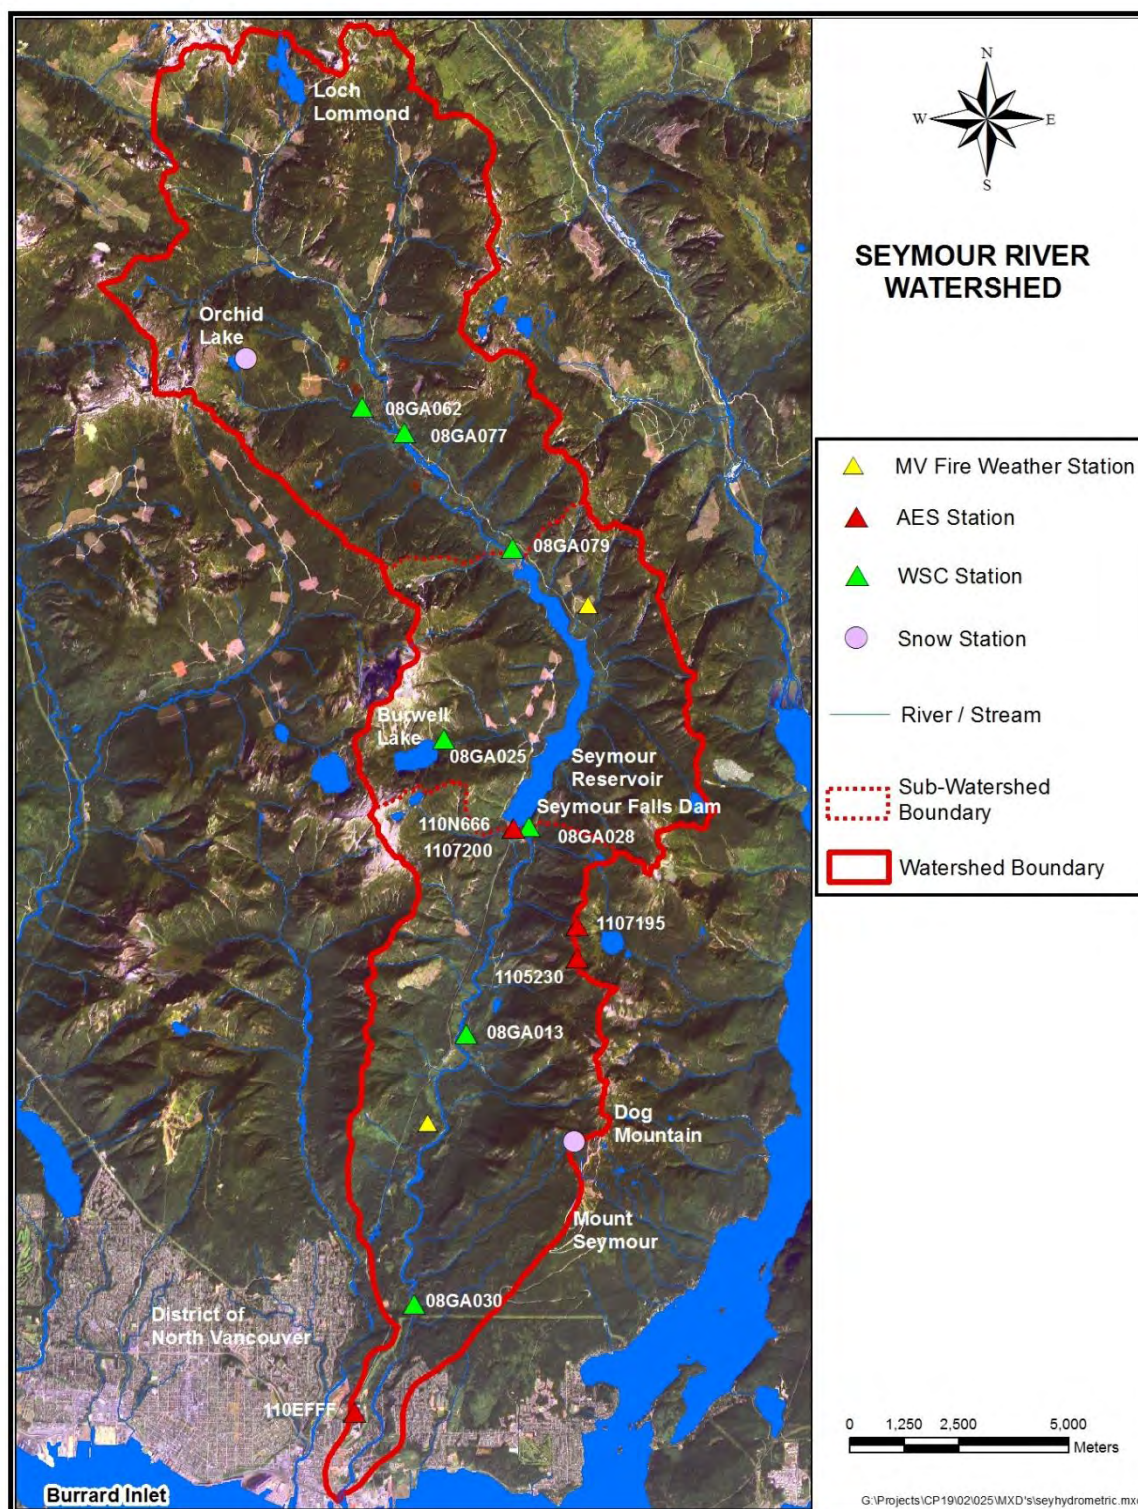 Loch
Lommond
N
W
E
S
SEYMOUR RIVER
WATERSHED
Orchid
Lake
08GA062
08GA077
08GA079
MV Fire Weather Station
AES Station
WSC Station
Snow Station
River / Stream
Sub-Watershed
Boundary
Watershed Boundary
Burwell
Lake
08GA025
Seymour
Reservoir
Seymour Falls Dam
110N666
08GA028
1107200
1107195
1105230
08GA013
Dog
Mountain
Mount
Seymour
08GA030
District of
North Vancouver
110EFFF
Burrard Inlet
0 1,250 2,500 5,000
Meters
G:\Projects\CP19\02\025\MXD's\seyhydrometric.mxd